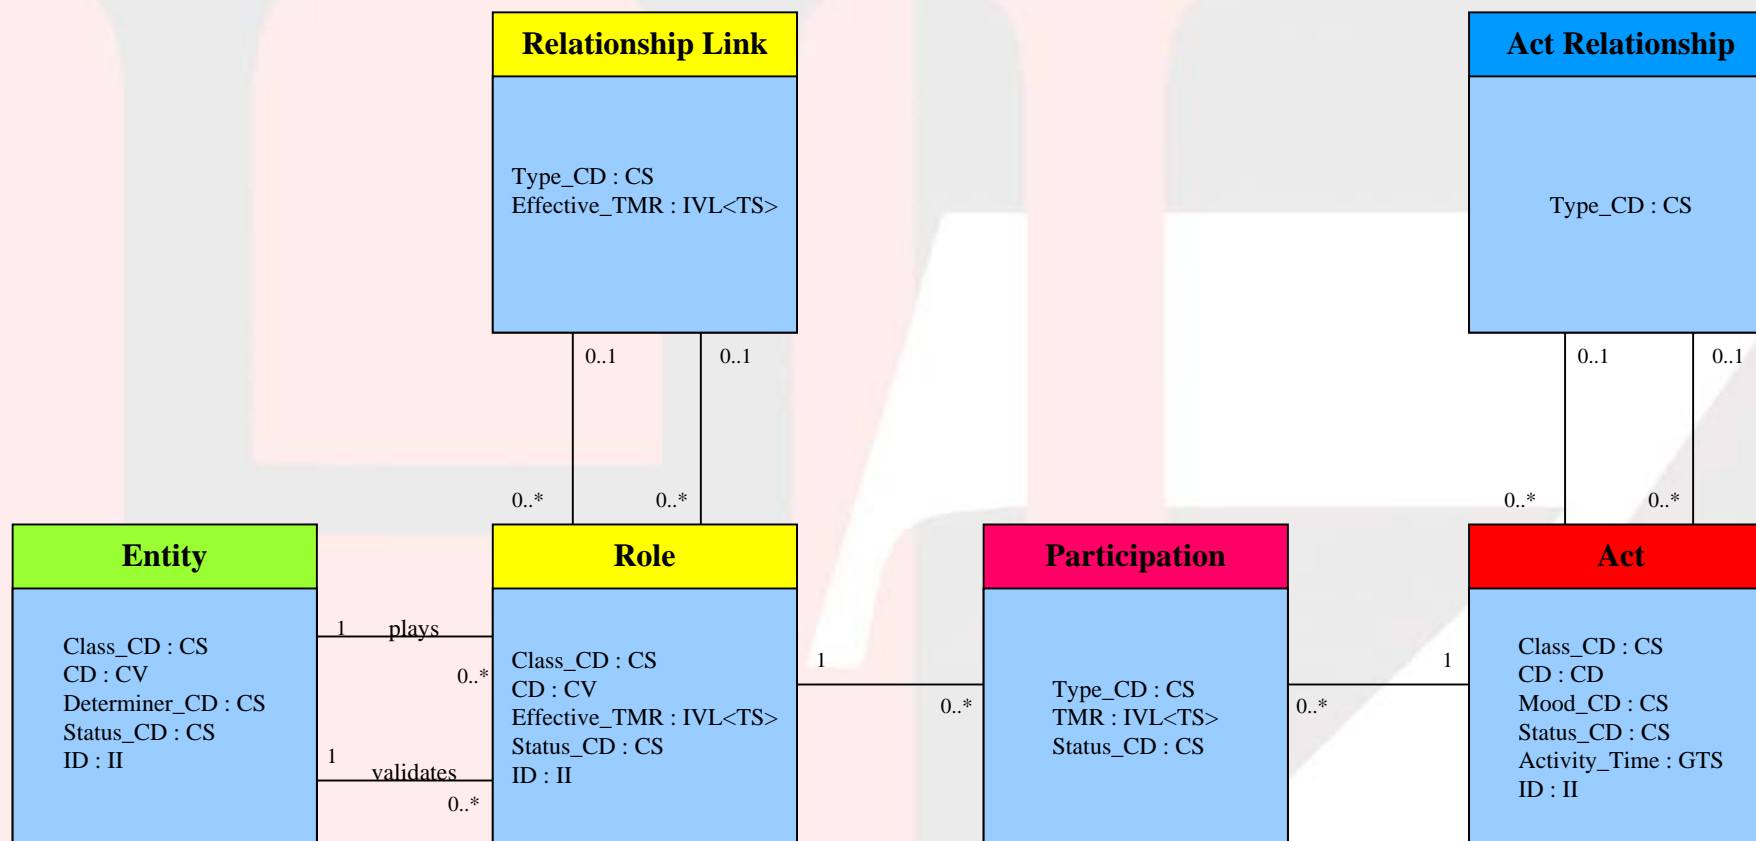 Relationship Link
Type_CD : CS
Effective_TMR : IVL<TS>
Act Relationship
Type_CD : CS
0..1
0..1
0..1
0..1
0..*
0..*
0..*
0..*
Entity
Class_CD : CS
CD : CV
Determiner_CD : CS
Status_CD : CS
ID : II
1
plays
0..*
1
validates
0..*
Role
Class_CD : CS
CD : CV
Effective_TMR : IVL<TS>
Status_CD : CS
ID : II
1
0..*
Participation
Type_CD : CS
TMR : IVL<TS>
Status_CD : CS
0..*
1
Act
Class_CD : CS
CD : CD
Mood_CD : CS
Status_CD : CS
Activity_Time : GTS
ID : II